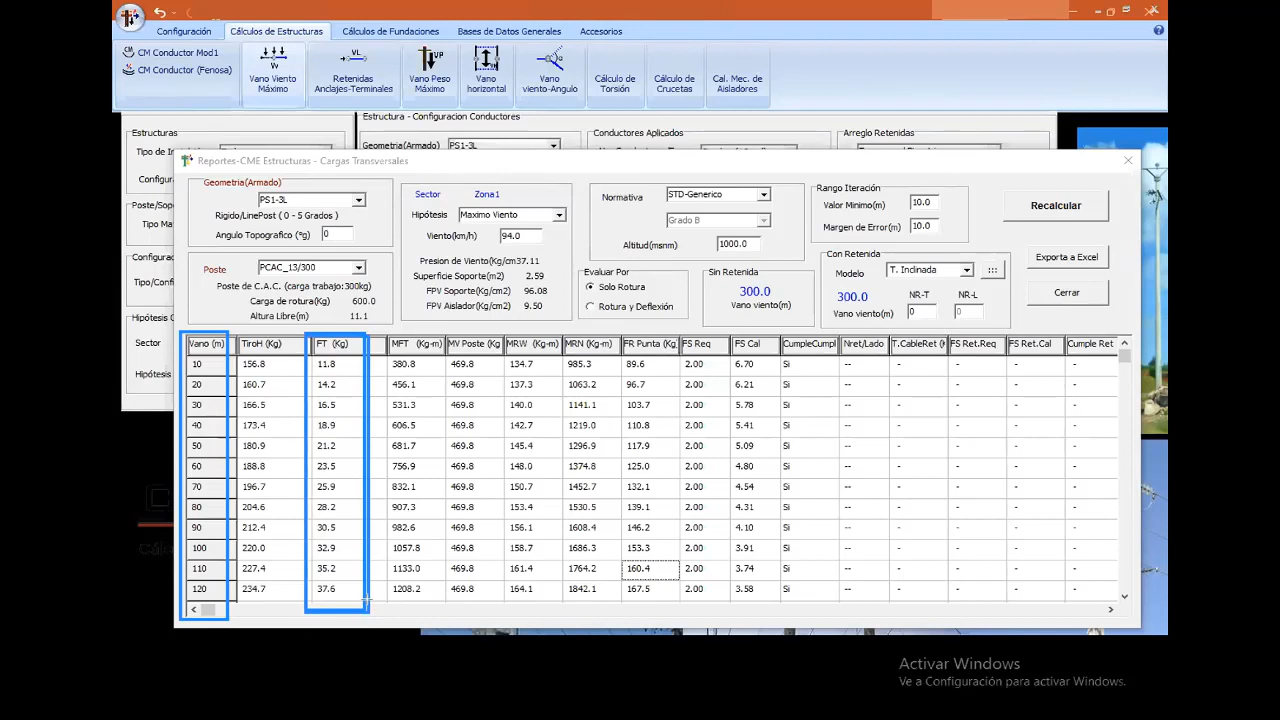 Configuración Cálculos de Estructuras Cálculos de Fundaciones Bases de Datos Generales Accesorios
CM Conductor Mod1
CM Conductor (Fenosa)
Vano Viento Máximo
Retenidas Anclajes-Terminales
Vano Peso Máximo
Vano horizontal
Vano viento-Angulo
Cálculo de Torsión
Cálculo de Crucetas
Cal. Mec. de Aisladores
Estructura - Configuracion Conductores
Estructuras
Geometria(Armado) PS1-3L
Conductores Aplicados
Arreglo Retenidas
Reportes-CME Estructuras - Cargas Transversales
Geometria(Armado)
PS1-3L
Rigido/LinePost ( 0 - 5 Grados )
Angulo Topografico (°g) 0
Poste PCAC_13/300
Poste de C.A.C. (carga trabajo:300kg)
Carga de rotura(Kg) 600.0
Altura Libre(m) 11.1
Sector Zona1
Hipótesis Maximo Viento
Viento(km/h) 94.0
Presion de Viento(Kg/cm37.11
Superficie Soporte(m2) 2.59
FPV Soporte(Kg/cm2) 96.08
FPV Aislador(Kg/cm2) 9.50
Normativa STD-Generico
Grado B
Altitud(msnm) 1000.0
Evaluar Por
Solo Rotura
Rotura y Deflexión
Sin Retenida
300.0
Vano viento(m)
Rango Iteración
Valor Minimo(m) 10.0
Margen de Error(m) 10.0
Con Retenida
Modelo T. Inclinada
300.0 NR-T NR-L
Vano viento(m) 0 0
Recalcular
Exporta a Excel
Cerrar
Vano (m) TiroH (Kg) FT (Kg) MFT (Kg-m) MV Poste (Kg MRW (Kg-m) MRN (Kg-m) FR Punta (Kg) FS Req FS Cal CumpleCumpl Nret/Lado T.CableRet (K FS Ret.Req FS Ret.Cal Cumple Ret
10 156.8 11.8 380.8 469.8 134.7 985.3 89.6 2.00 6.70 Si -- -- - - -
20 160.7 14.2 456.1 469.8 137.3 1063.2 96.7 2.00 6.21 Si -- -- - - -
30 166.5 16.5 531.3 469.8 140.0 1141.1 103.7 2.00 5.78 Si -- -- - - -
40 173.4 18.9 606.5 469.8 142.7 1219.0 110.8 2.00 5.41 Si -- -- - - -
50 180.9 21.2 681.7 469.8 145.4 1296.9 117.9 2.00 5.09 Si -- -- - - -
60 188.8 23.5 756.9 469.8 148.0 1374.8 125.0 2.00 4.80 Si -- -- - - -
70 196.7 25.9 832.1 469.8 150.7 1452.7 132.1 2.00 4.54 Si -- -- - - -
80 204.6 28.2 907.3 469.8 153.4 1530.5 139.1 2.00 4.31 Si -- -- - - -
90 212.4 30.5 982.6 469.8 156.1 1608.4 146.2 2.00 4.10 Si -- -- - - -
100 220.0 32.9 1057.8 469.8 158.7 1686.3 153.3 2.00 3.91 Si -- -- - - -
110 227.4 35.2 1133.0 469.8 161.4 1764.2 160.4 2.00 3.74 Si -- -- - - -
120 234.7 37.6 1208.2 469.8 164.1 1842.1 167.5 2.00 3.58 Si -- -- - - -
Activar Windows
Ve a Configuración para activar Windows.